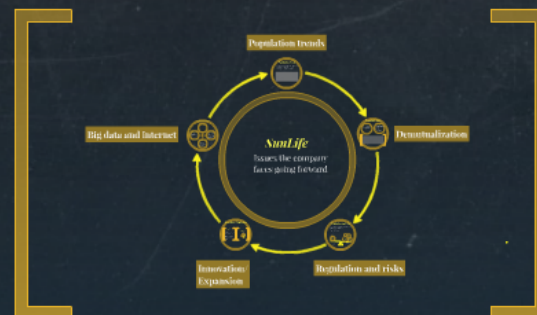 Population trends
Big data and Internet
Demutualization
SunLife
Issues the company
faces going forward
Innovation/
Expansion
Regulation and risks